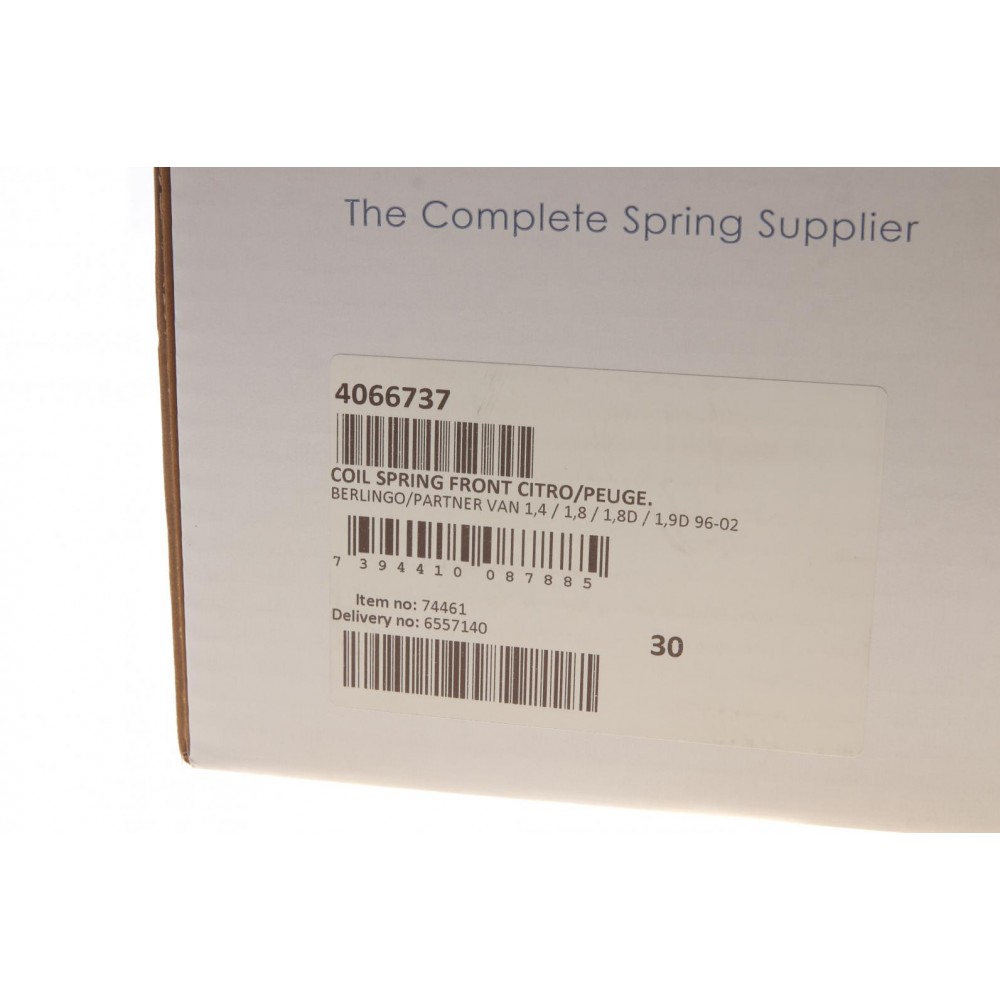 The Complete Spring Supplier
4066737
COIL SPRING FRONT CITRO/PEUGE.
BERLINGO/PARTNER VAN 1,4 / 1,8 / 1,8D / 1,9D 96-02
7 394410 087885
Item no: 74461
Delivery no: 6557140
30